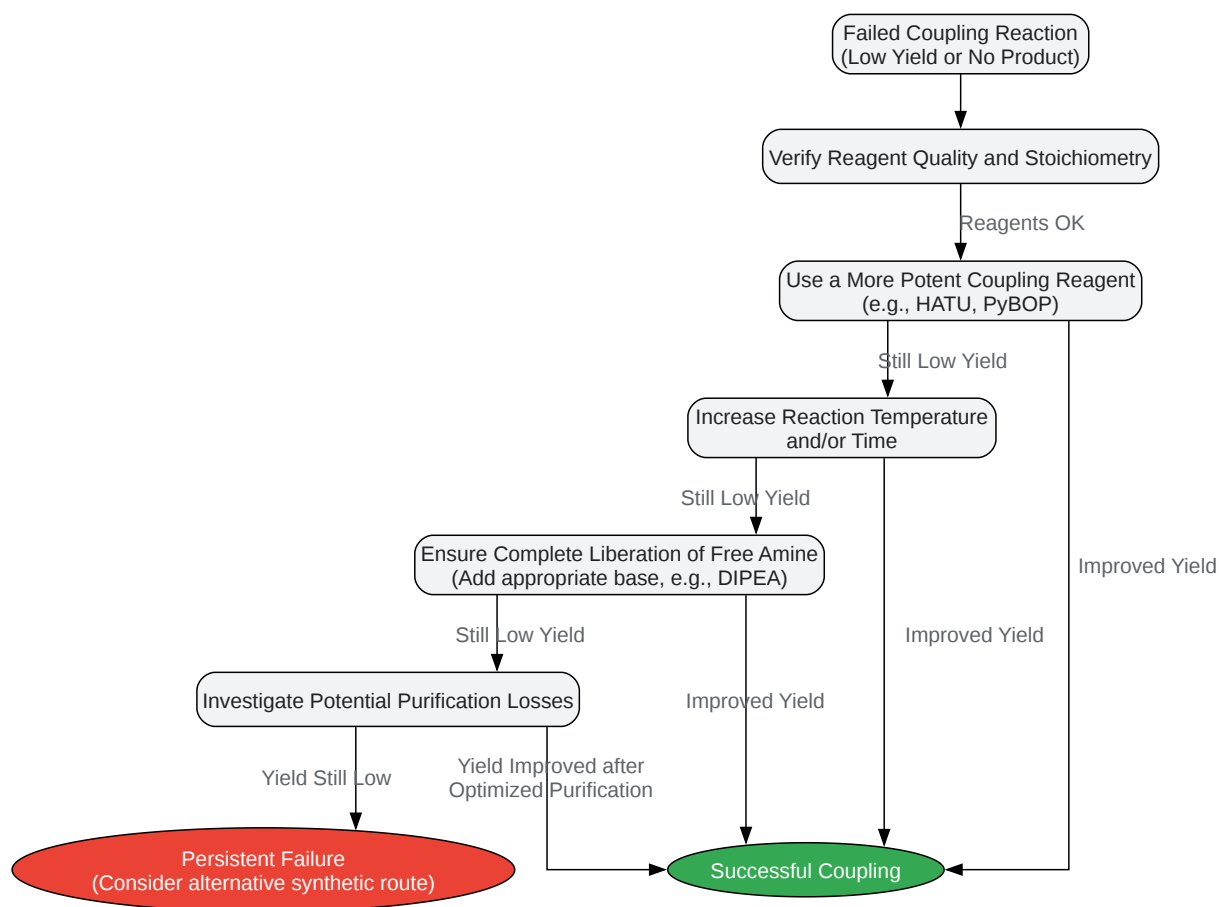 Failed Coupling Reaction
(Low Yield or No Product)
Verify Reagent Quality and Stoichiometry
Reagents OK
Use a More Potent Coupling Reagent
(e.g., HATU, PyBOP)
Still Low Yield
Increase Reaction Temperature
and/or Time
Still Low Yield
Ensure Complete Liberation of Free Amine
(Add appropriate base, e.g., DIPEA)
Improved Yield
Still Low Yield
Improved Yield
Investigate Potential Purification Losses
Improved Yield
Yield Still Low
Yield Improved after
Optimized Purification
Persistent Failure
(Consider alternative synthetic route)
Successful Coupling